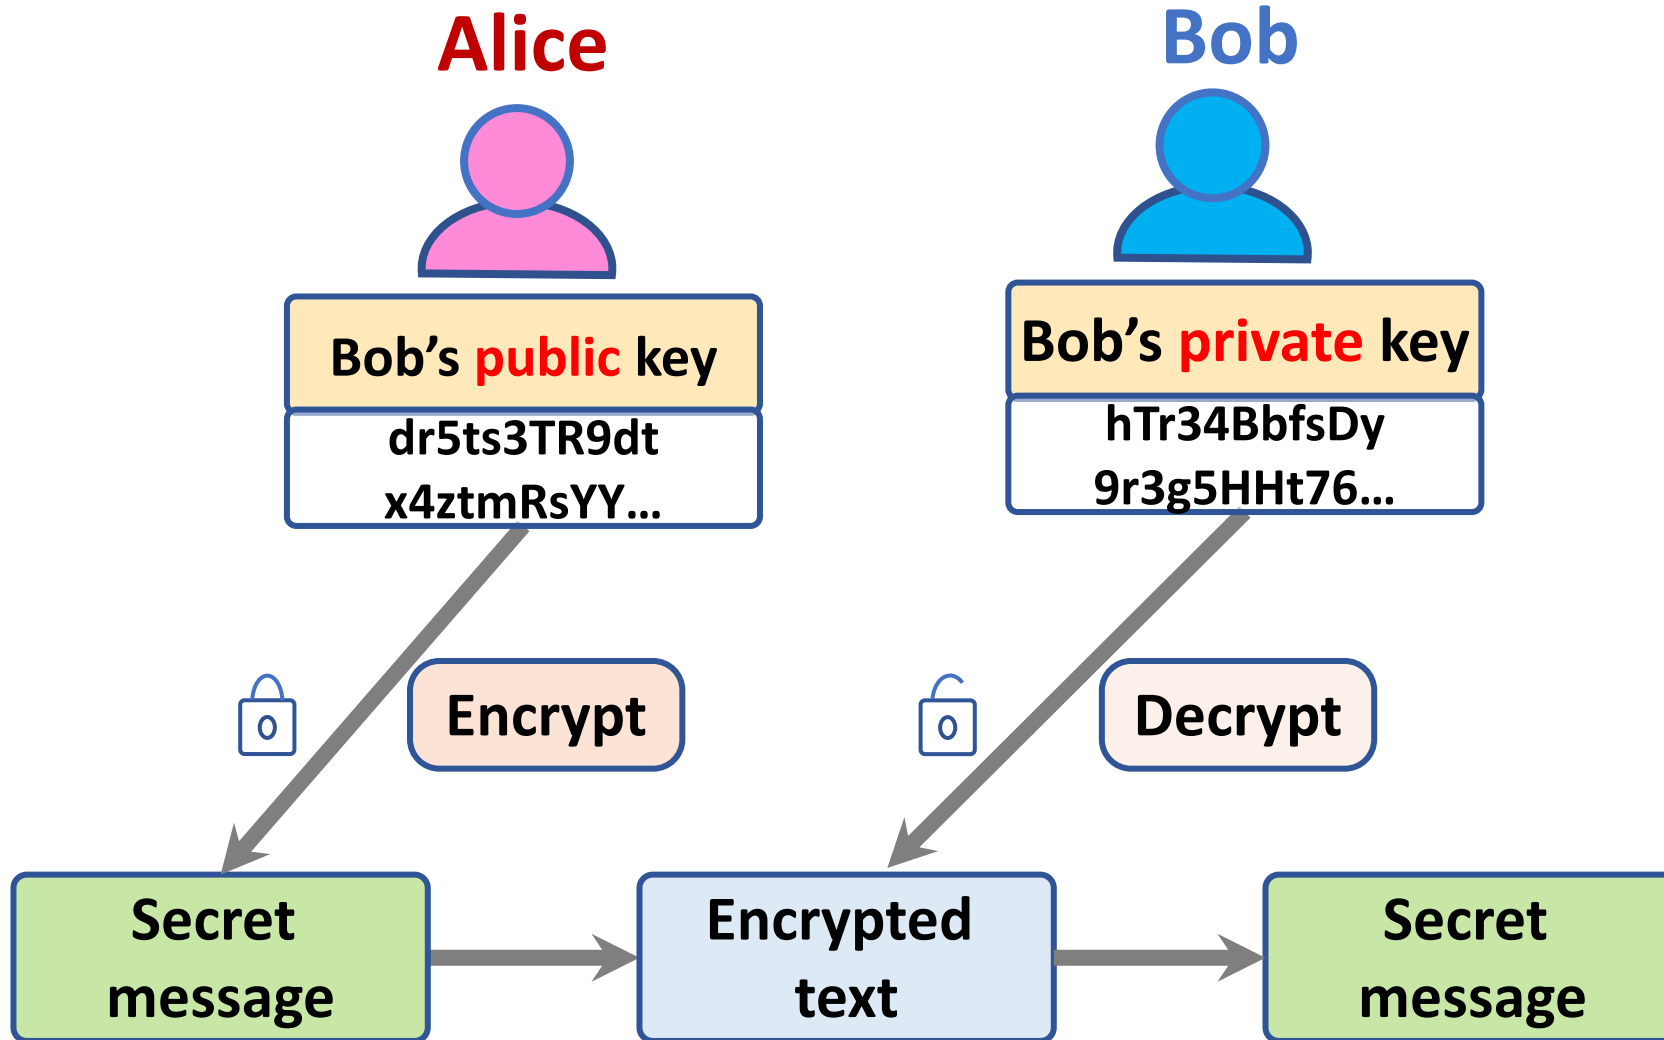 Alice
Bob
Bob’s public key
dr5ts3TR9dt
x4ztmRsYY...
Bob’s private key
hTr34BbfsDy
9r3g5HHt76...
Encrypt
Decrypt
Secret
message
Encrypted
text
Secret
message